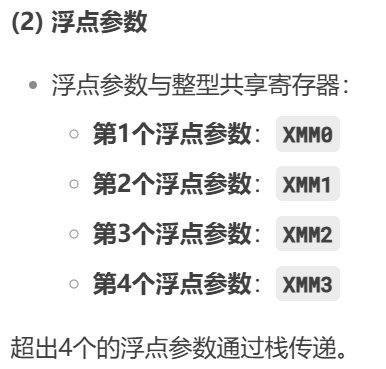 (2) 浮点参数
浮点参数与整型共享寄存器：
第1个浮点参数：XMM0
第2个浮点参数：XMM1
第3个浮点参数：XMM2
第4个浮点参数：XMM3
超出4个的浮点参数通过栈传递。